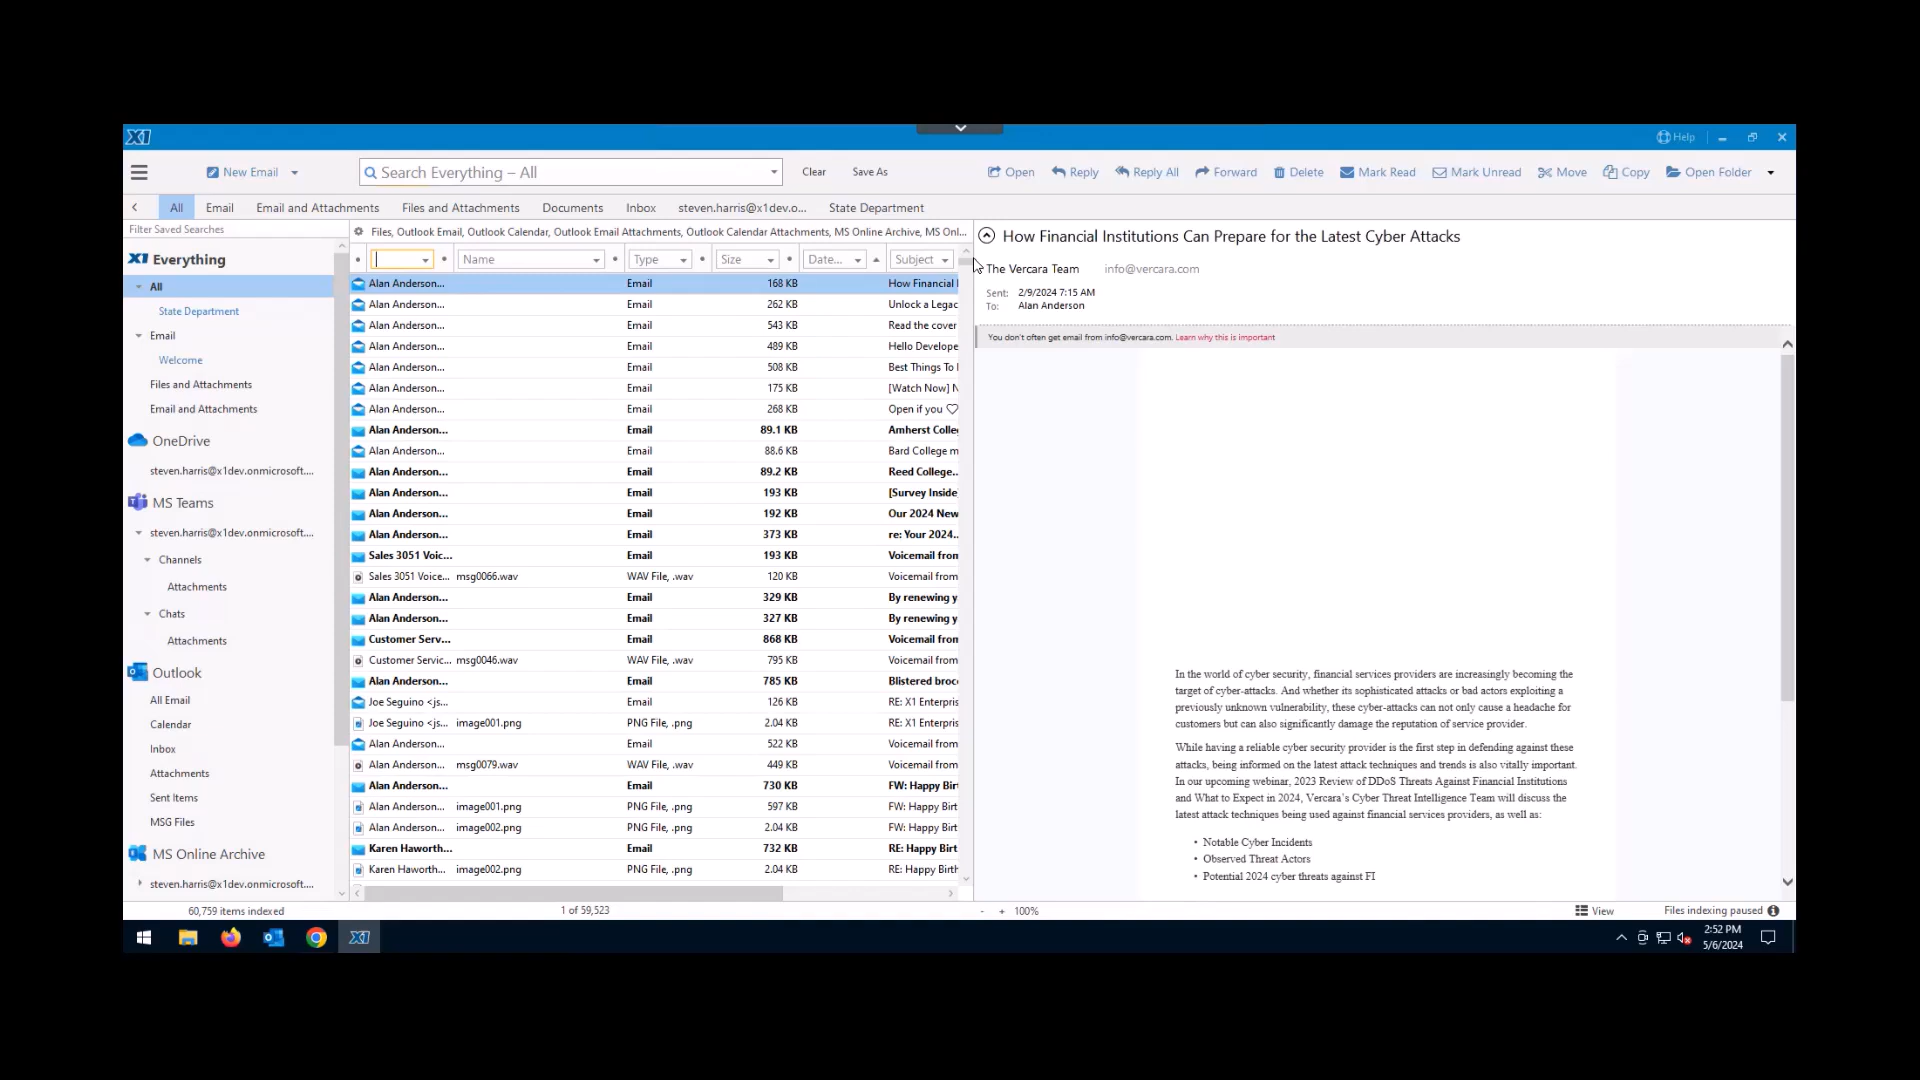 X1
Help
New Email
Search Everything – All
Clear
Save As
Open
Reply
Reply All
Forward
Delete
Mark Read
Mark Unread
Move
Copy
Open Folder
All
Email
Email and Attachments
Files and Attachments
Documents
Inbox
steven.harris@x1dev.o...
State Department
Filter Saved Searches
X1 Everything
All
State Department
Email
Welcome
Files and Attachments
Email and Attachments
OneDrive
steven.harris@x1dev.onmicrosoft....
MS Teams
steven.harris@x1dev.onmicrosoft....
Channels
Attachments
Chats
Attachments
Outlook
All Email
Calendar
Inbox
Attachments
Sent Items
MSG Files
MS Online Archive
steven.harris@x1dev.onmicrosoft....
60,759 items indexed
Files, Outlook Email, Outlook Calendar, Outlook Email Attachments, Outlook Calendar Attachments, MS Online Archive, MS Onl...
Name Type Size Date... Subject
Alan Anderson... Email 168 KB How Financial
Alan Anderson... Email 262 KB Unlock a Legac
Alan Anderson... Email 543 KB Read the cover
Alan Anderson... Email 489 KB Hello Develope
Alan Anderson... Email 508 KB Best Things To
Alan Anderson... Email 175 KB [Watch Now]
Alan Anderson... Email 268 KB Open if you ♡
Alan Anderson... Email 89.1 KB Amherst Colle
Alan Anderson... Email 88.6 KB Bard College m
Alan Anderson... Email 89.2 KB Reed College..
Alan Anderson... Email 193 KB [Survey Inside
Alan Anderson... Email 192 KB Our 2024 New
Alan Anderson... Email 373 KB re: Your 2024..
Sales 3051 Voic... Email 193 KB Voicemail from
Sales 3051 Voice... msg0066.wav WAV File, .wav 120 KB Voicemail from
Alan Anderson... Email 329 KB By renewing y
Alan Anderson... Email 327 KB By renewing y
Customer Serv... Email 868 KB Voicemail from
Customer Servic... msg0046.wav WAV File, .wav 795 KB Voicemail from
Alan Anderson... Email 785 KB Blistered broc
Joe Seguino <js... Email 126 KB RE: X1 Enterpris
Joe Seguino <js... image001.png PNG File, .png 2.04 KB RE: X1 Enterpris
Alan Anderson... Email 522 KB Voicemail from
Alan Anderson... msg0079.wav WAV File, .wav 449 KB Voicemail from
Alan Anderson... Email 730 KB FW: Happy Birt
Alan Anderson... image001.png PNG File, .png 597 KB FW: Happy Birt
Alan Anderson... image002.png PNG File, .png 2.04 KB FW: Happy Birt
Karen Haworth... Email 732 KB RE: Happy Birt
Karen Haworth... image002.png PNG File, .png 2.04 KB RE: Happy Birth
1 of 59,523
How Financial Institutions Can Prepare for the Latest Cyber Attacks
The Vercara Team info@vercara.com
Sent: 2/9/2024 7:15 AM
To: Alan Anderson
You don't often get email from info@vercara.com. Learn why this is important
In the world of cyber security, financial services providers are increasingly becoming the
target of cyber-attacks. And whether its sophisticated attacks or bad actors exploiting a
previously unknown vulnerability, these cyber-attacks can not only cause a headache for
customers but can also significantly damage the reputation of service provider.
While having a reliable cyber security provider is the first step in defending against these
attacks, being informed on the latest attack techniques and trends is also vitally important.
In our upcoming webinar, 2023 Review of DDoS Threats Against Financial Institutions
and What to Expect in 2024, Vercara's Cyber Threat Intelligence Team will discuss the
latest attack techniques being used against financial services providers, as well as:
• Notable Cyber Incidents
• Observed Threat Actors
• Potential 2024 cyber threats against FI
- + 100%
View
Files indexing paused
X1
2:52 PM
5/6/2024